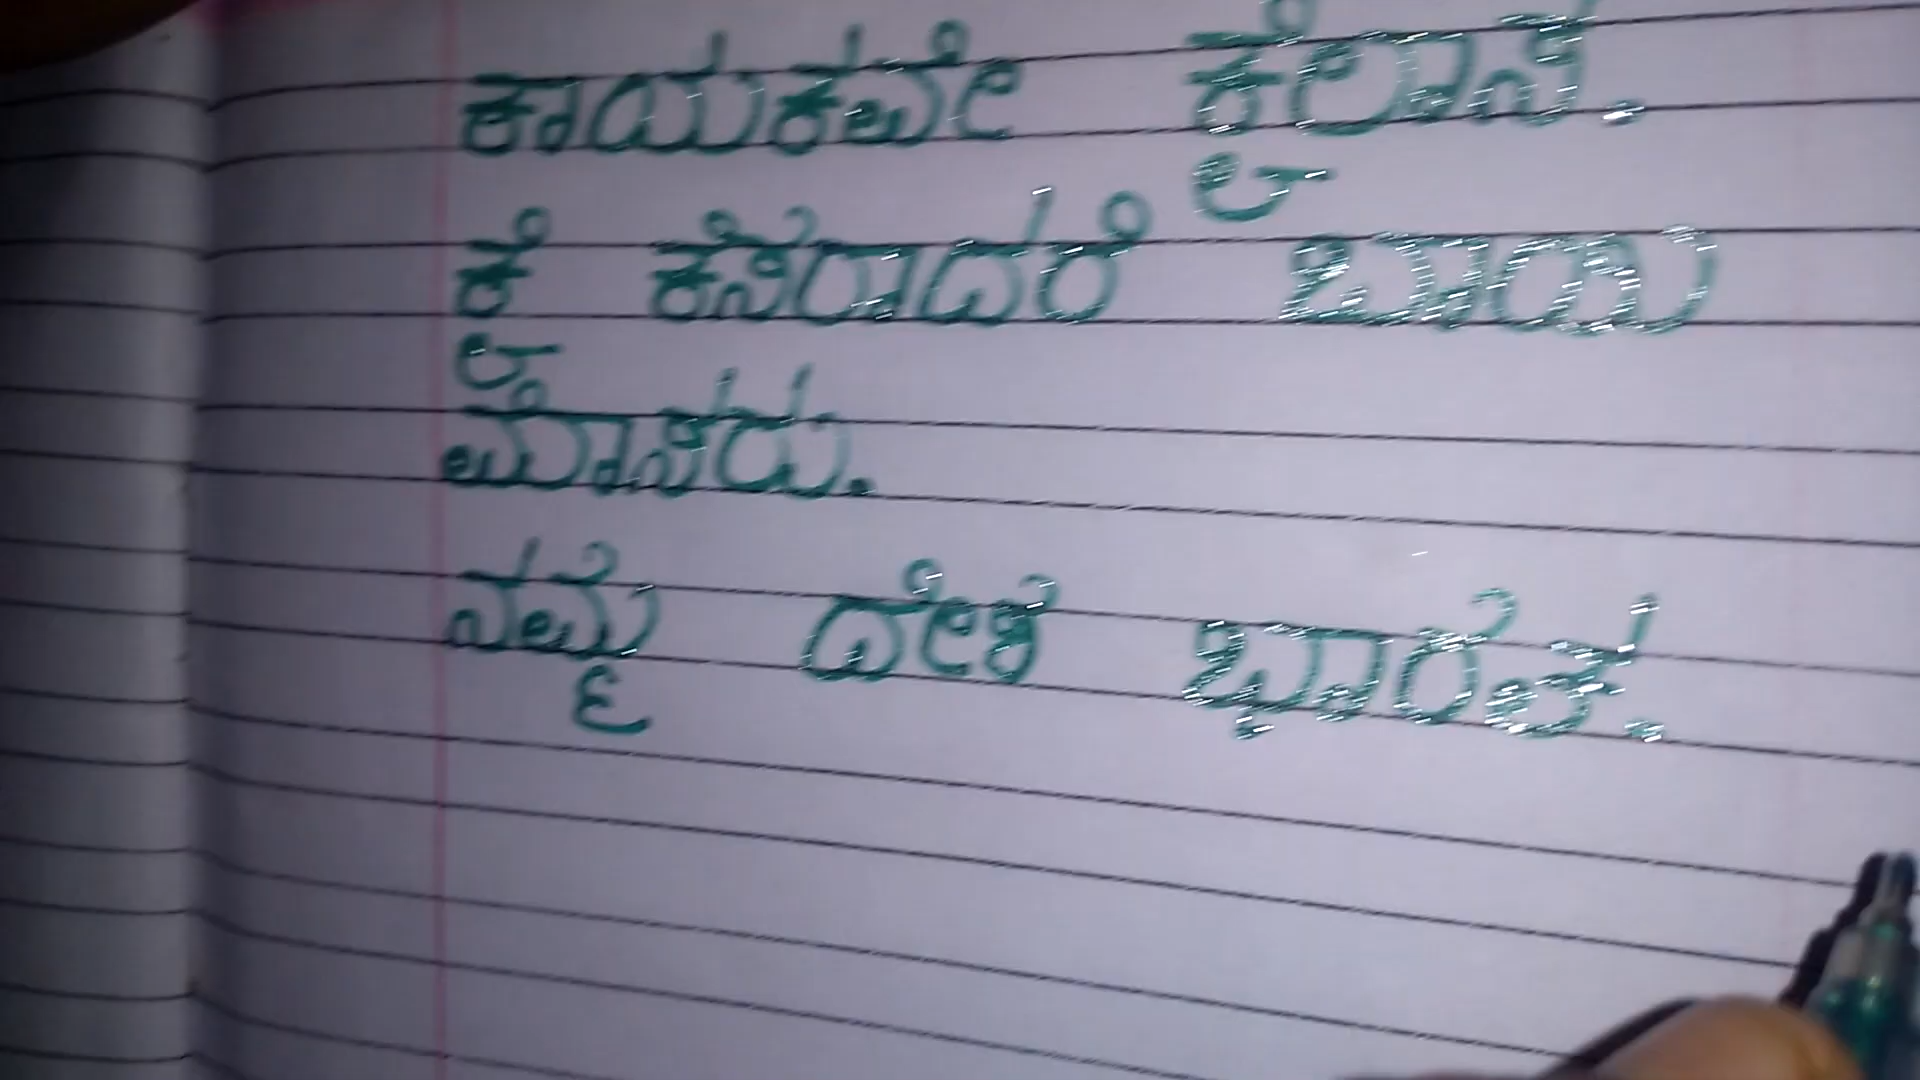 ಕಾಯಕವೇ ಕೈಲಾಸ.
ಕೈ ಕೆಸರಾದರೆ ಬಾಯಿ
ಮೊಸರು.
ನಮ್ಮ ದೇಶ ಭಾರತ.